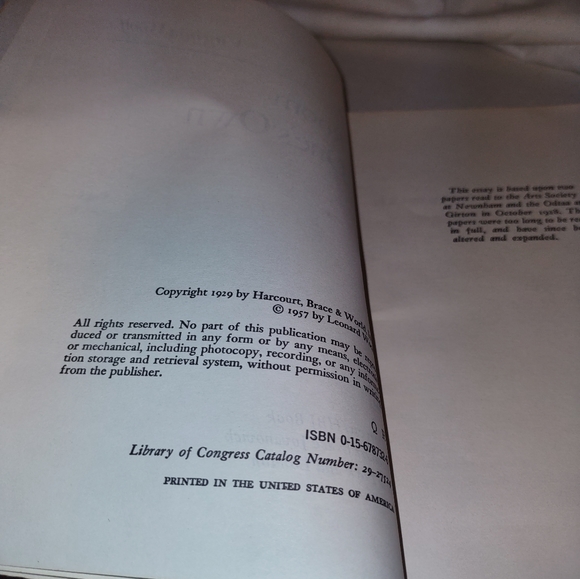 Copyright 1929 by Harcourt, Brace & World,
© 1957 by Leonard
All rights reserved. No part of this publication may be
duced or transmitted in any form or by any means,
or mechanical, including photocopy, recording, or any
tion storage and retrieval system, without permission in
from the publisher.
ISBN 0-15-678732
Library of Congress Catalog Number: 29-
PRINTED IN THE UNITED STATES OF AMERICA
This essay is based upon two
papers read to the Arts Society
at Newnham and the Odtaa
Girton in October 1928. The
papers were too long to be
in full, and have since
altered and expanded.